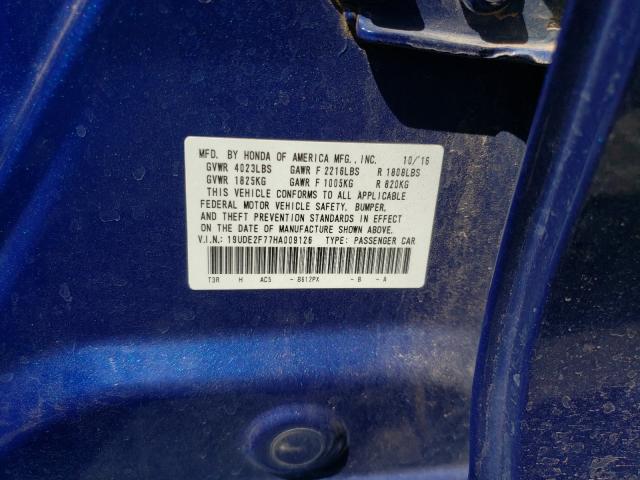 MFD. BY HONDA OF AMERICA MFG., INC. 10/16
GVWR 4023LBS GAWR F 2216LBS R 1808LBS
GVWR 1825KG GAWR F 1005KG R 820KG
THIS VEHICLE CONFORMS TO ALL APPLICABLE
FEDERAL MOTOR VEHICLE SAFETY, BUMPER,
AND THEFT PREVENTION STANDARDS IN EFFECT
ON THE DATE OF MANUFACTURE SHOWN ABOVE.
V.I.N.: 19UDE2F77HA009126 TYPE: PASSENGER CAR
T3R H AC5 - B612PX - B - A